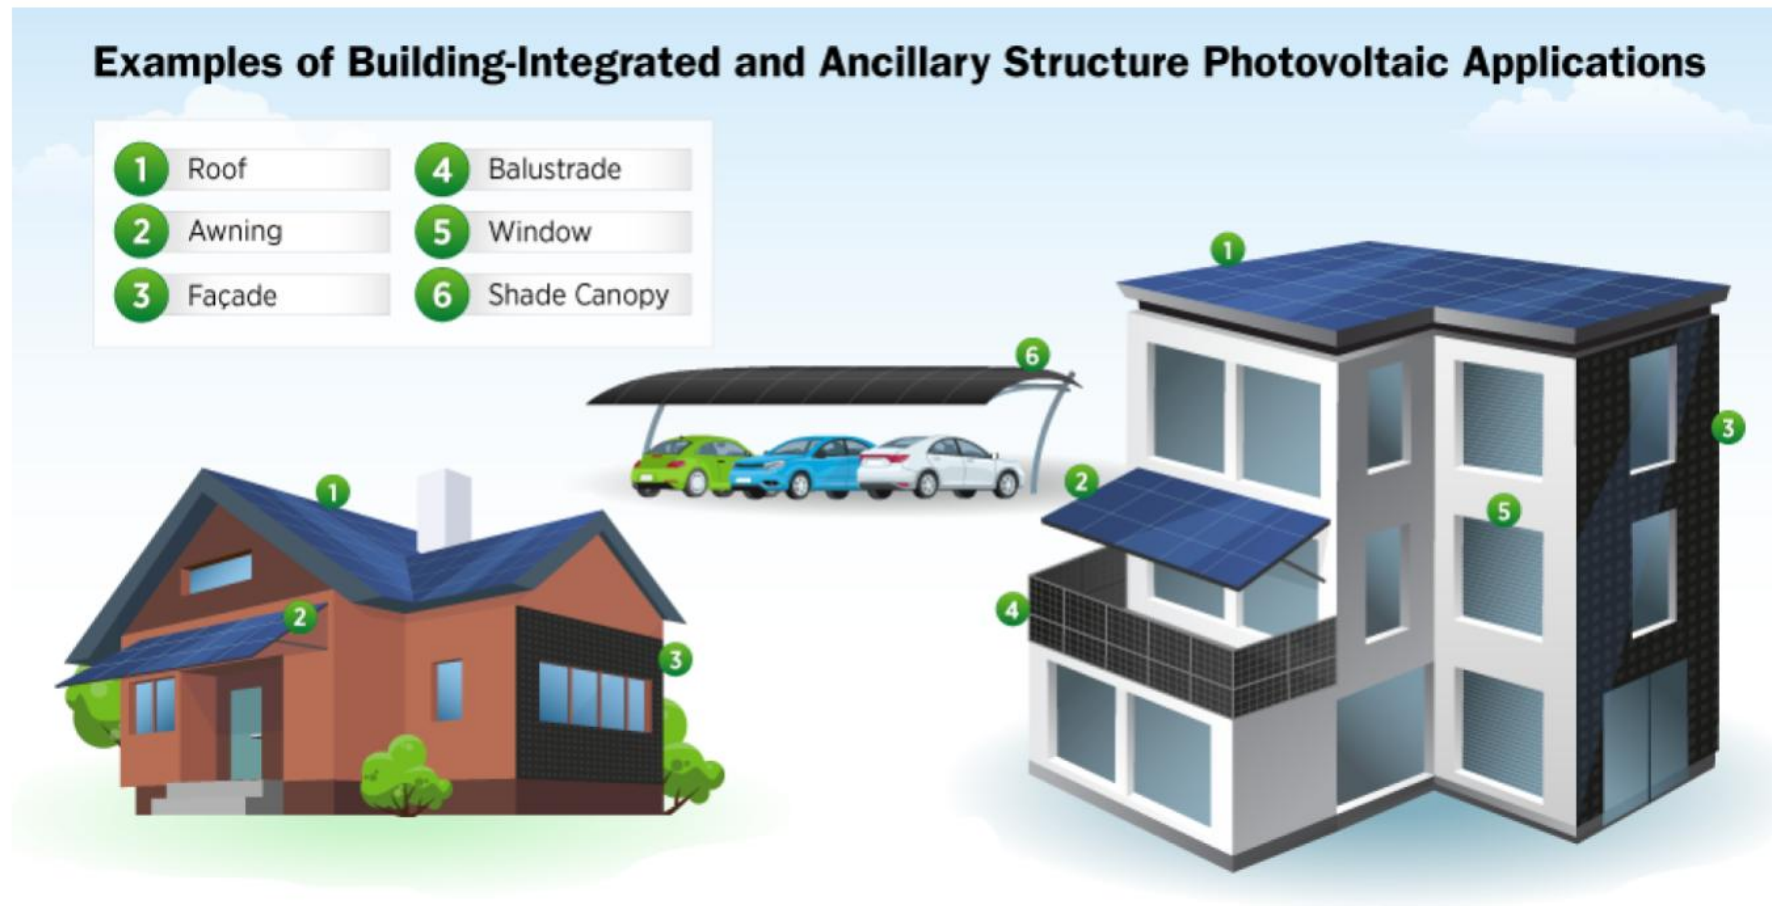 Examples of Building-Integrated and Ancillary Structure Photovoltaic Applications
1 Roof
2 Awning
3 Façade
4 Balustrade
5 Window
6 Shade Canopy
1
6
3
2
5
4
1
2
3